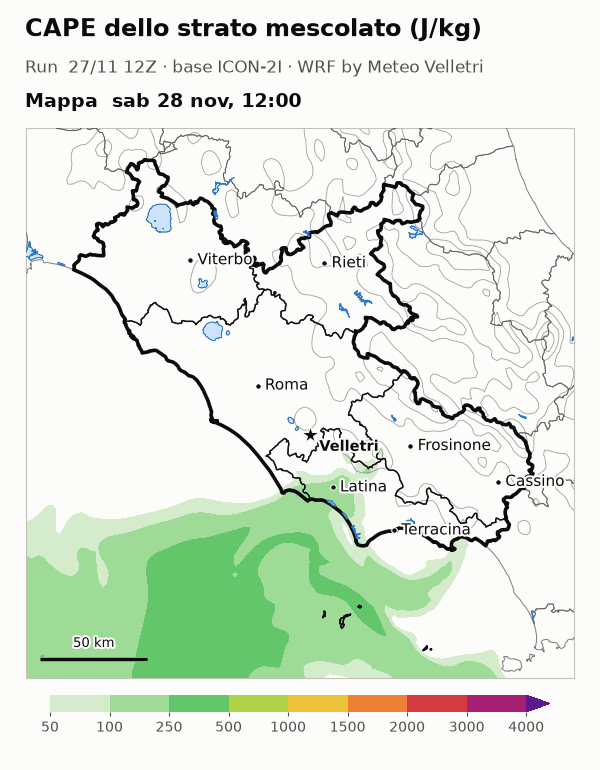 CAPE dello strato mescolato (J/kg)
Run  27/11 12Z · base ICON-2I · WRF by Meteo Velletri
Mappa  sab 28 nov, 12:00
Viterbo
Rieti
Roma
Velletri
Frosinone
Latina
Cassino
Terracina
50 km
50 100 250 500 1000 1500 2000 3000 4000